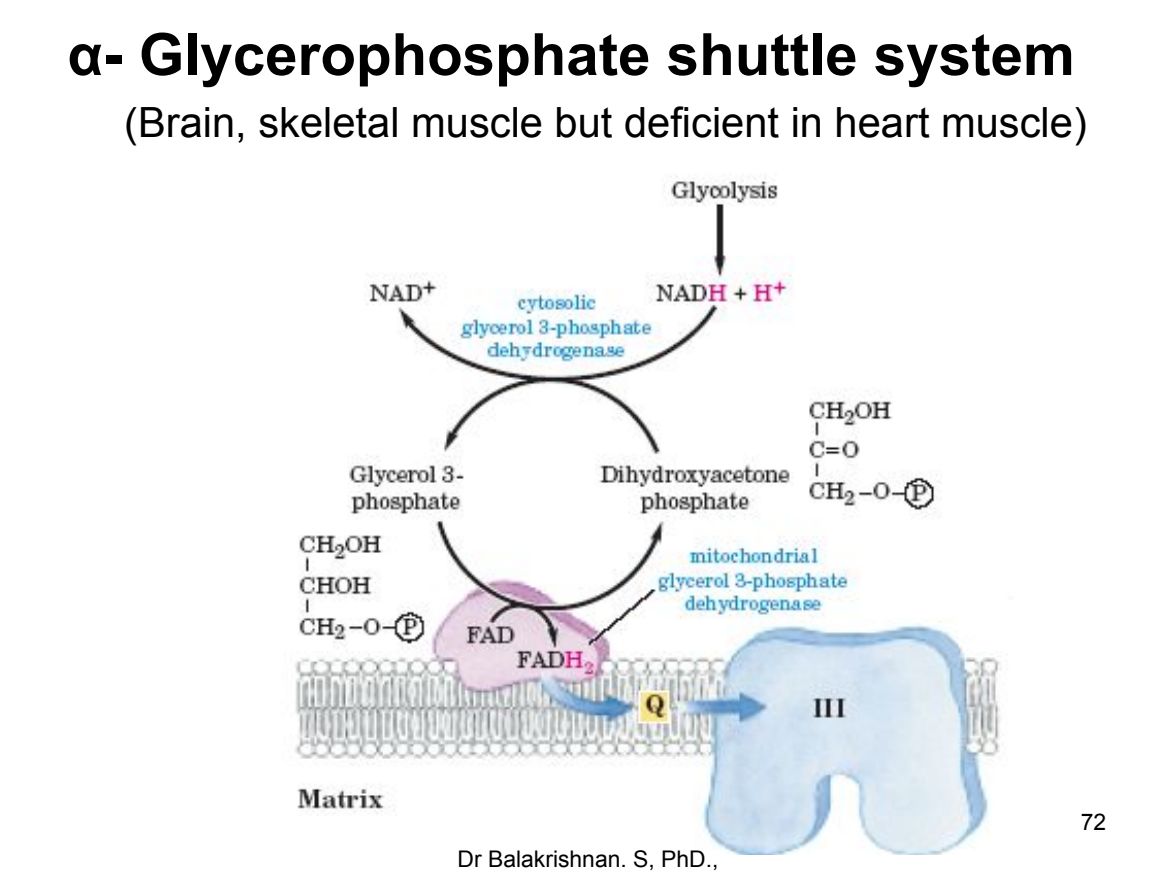 α- Glycerophosphate shuttle system
(Brain, skeletal muscle but deficient in heart muscle)
Glycolysis
NAD⁺
NADH + H⁺
cytosolic
glycerol 3-phosphate
dehydrogenase
CH₂OH
C=O
CH₂–O–Ⓟ
Glycerol 3-
phosphate
Dihydroxyacetone
phosphate
CH₂OH
CHOH
CH₂–O–Ⓟ
mitochondrial
glycerol 3-phosphate
dehydrogenase
FAD
FADH₂
Q
III
Matrix
72
Dr Balakrishnan. S, PhD.,